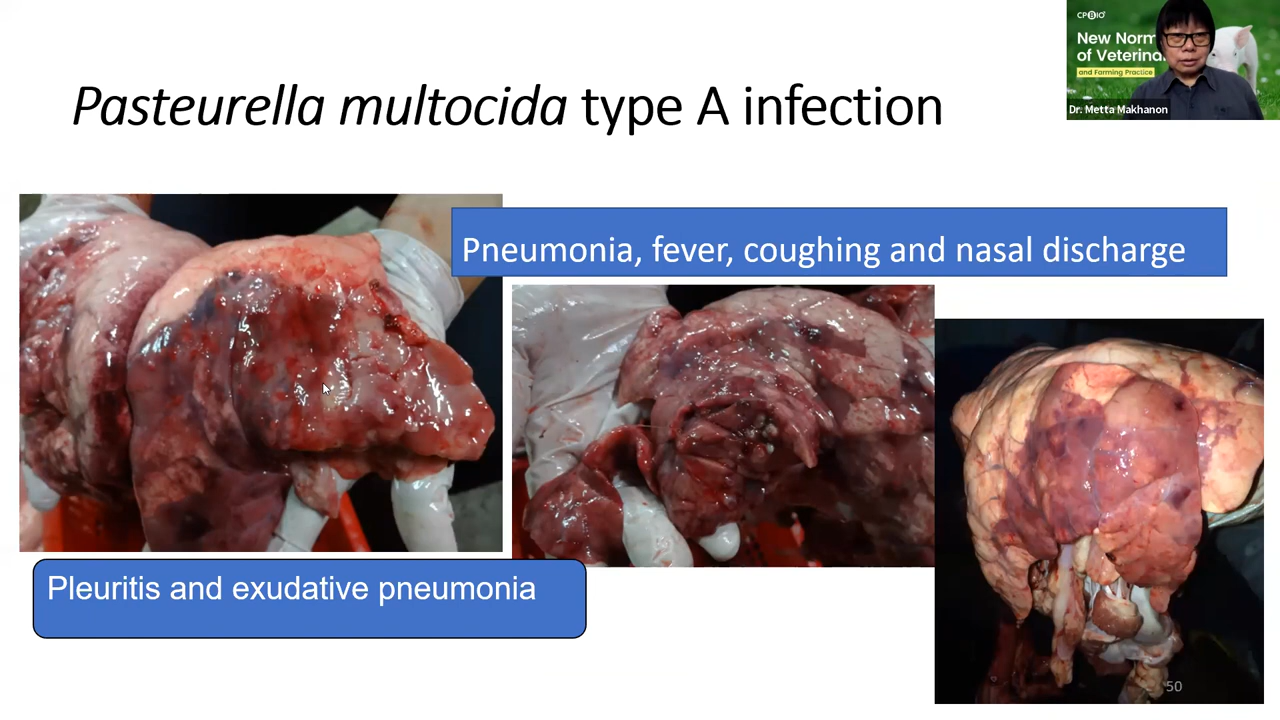 CPBIO
New Norm
of Veterina
and Farming Practice
Dr. Metta Makhanon
Pasteurella multocida type A infection
Pneumonia, fever, coughing and nasal discharge
Pleuritis and exudative pneumonia
50